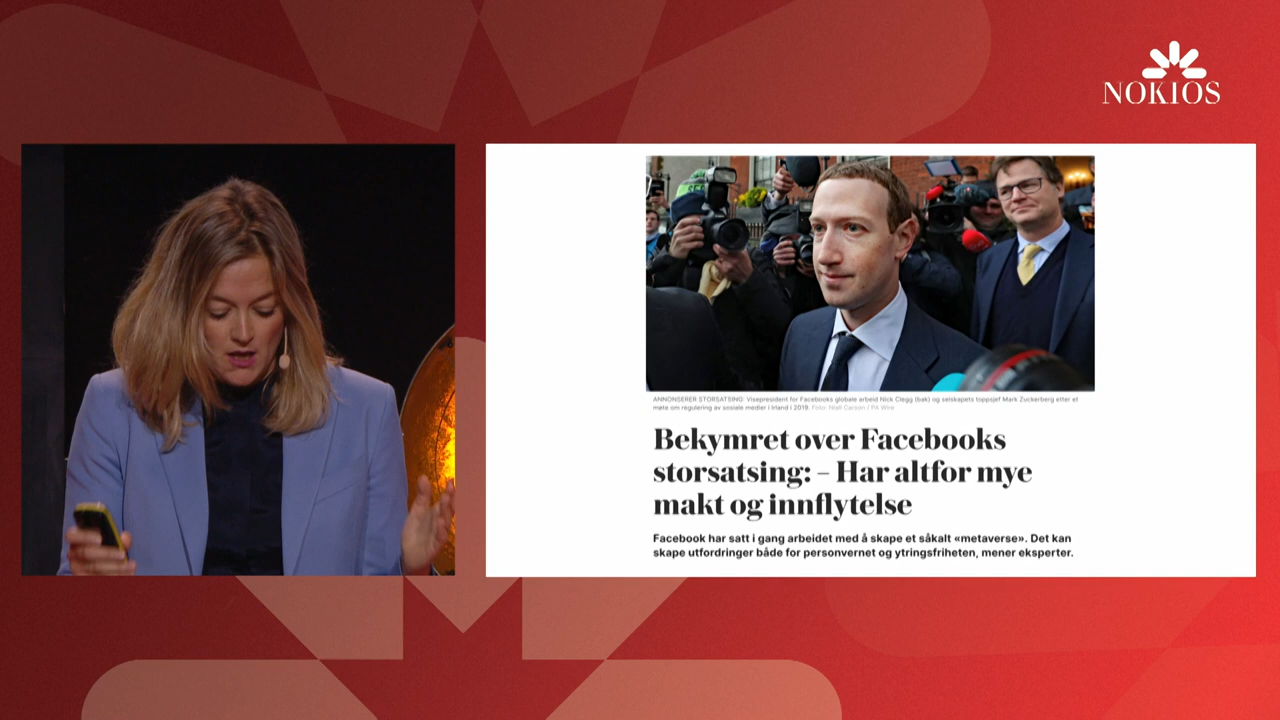 NOKIOS
ANNONSERER STORSATSING: Visepresident for Facebooks globale arbeid Nick Clegg (bak) og selskapets toppsjef Mark Zuckerberg etter et
møte om regulering av sosiale medier i Irland i 2019. Foto: Niall Carson / PA Wire
Bekymret over Facebooks
storsatsing: – Har altfor mye
makt og innflytelse
Facebook har satt i gang arbeidet med å skape et såkalt «metaverse». Det kan
skape utfordringer både for personvernet og ytringsfriheten, mener eksperter.